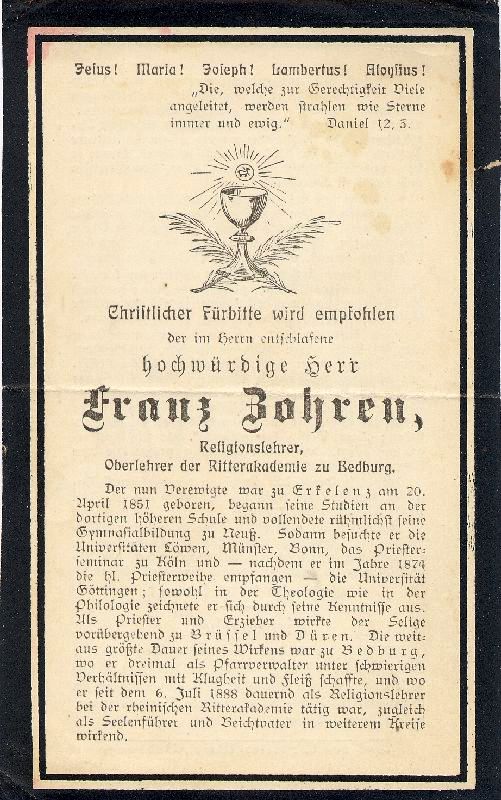 Jesus! Maria! Joseph! Lambertus! Aloysius!
„Die, welche zur Gerechtigkeit Viele
angeleitet, werden strahlen wie Sterne
immer und ewig.“ Daniel 12, 3.
Christlicher Fürbitte wird empfohlen
der im Herrn entschlafene
hochwürdige Herr
Franz Zohren,
Religionslehrer,
Oberlehrer der Ritterakademie zu Bedburg.
Der nun Verewigte war zu Erkelenz am 20.
April 1851 geboren, begann seine Studien an der
dortigen höheren Schule und vollendete rühmlichst seine
Gymnasialbildung zu Neuß. Sodann besuchte er die
Universitäten Löwen, Münster, Bonn, das Priester-
seminar zu Köln und — nachdem er im Jahre 1874
die hl. Priesterweihe empfangen — die Universität
Göttingen; sowohl in der Theologie wie in der
Philologie zeichnete er sich durch seine Kenntnisse aus.
Als Priester und Erzieher wirkte der Selige
vorübergehend zu Brüssel und Düren. Die weit-
aus größte Dauer seines Wirkens war zu Bedburg,
wo er dreimal als Pfarrverwalter unter schwierigen
Verhältnissen mit Klugheit und Fleiß schaffte, und wo
er seit dem 6. Juli 1888 dauernd als Religionslehrer
bei der rheinischen Ritterakademie tätig war, zugleich
als Seelenführer und Beichtvater in weiterem Kreise
wirkend.